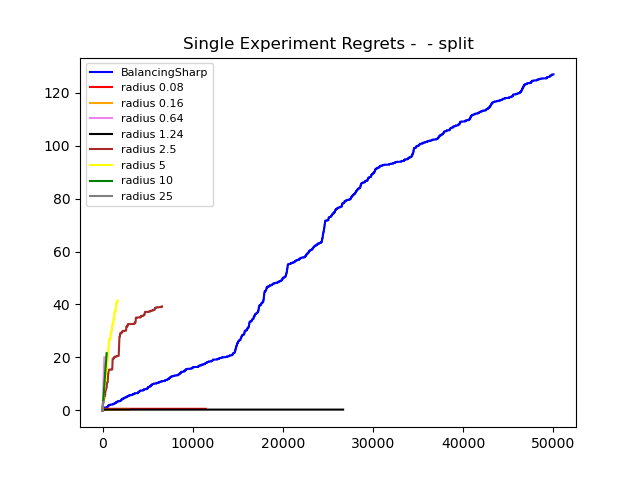 Single Experiment Regrets -  - split
BalancingSharp
radius 0.08
radius 0.16
radius 0.64
radius 1.24
radius 2.5
radius 5
radius 10
radius 25
120
100
80
60
40
20
0
0 10000 20000 30000 40000 50000